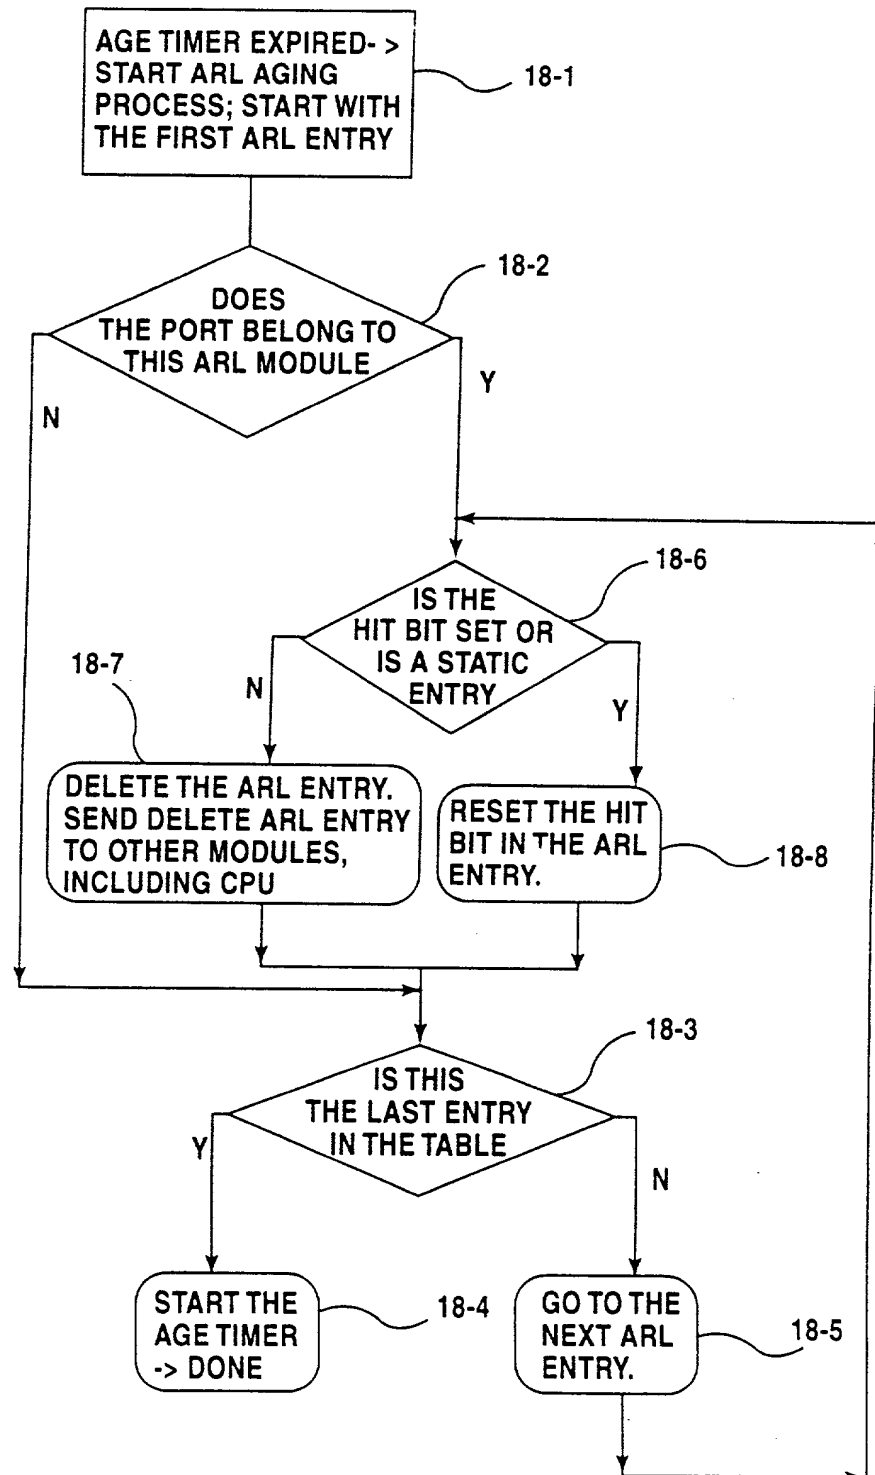 AGE TIMER EXPIRED- >
START ARL AGING
PROCESS; START WITH
THE FIRST ARL ENTRY
18-1
18-2
DOES
THE PORT BELONG TO
THIS ARL MODULE
N
Y
18-6
IS THE
HIT BIT SET OR
IS A STATIC
ENTRY
18-7
N
Y
DELETE THE ARL ENTRY.
SEND DELETE ARL ENTRY
TO OTHER MODULES,
INCLUDING CPU
RESET THE HIT
BIT IN THE ARL
ENTRY.
18-8
18-3
IS THIS
THE LAST ENTRY
IN THE TABLE
Y
N
START THE
AGE TIMER
-> DONE
18-4
GO TO THE
NEXT ARL
ENTRY.
18-5